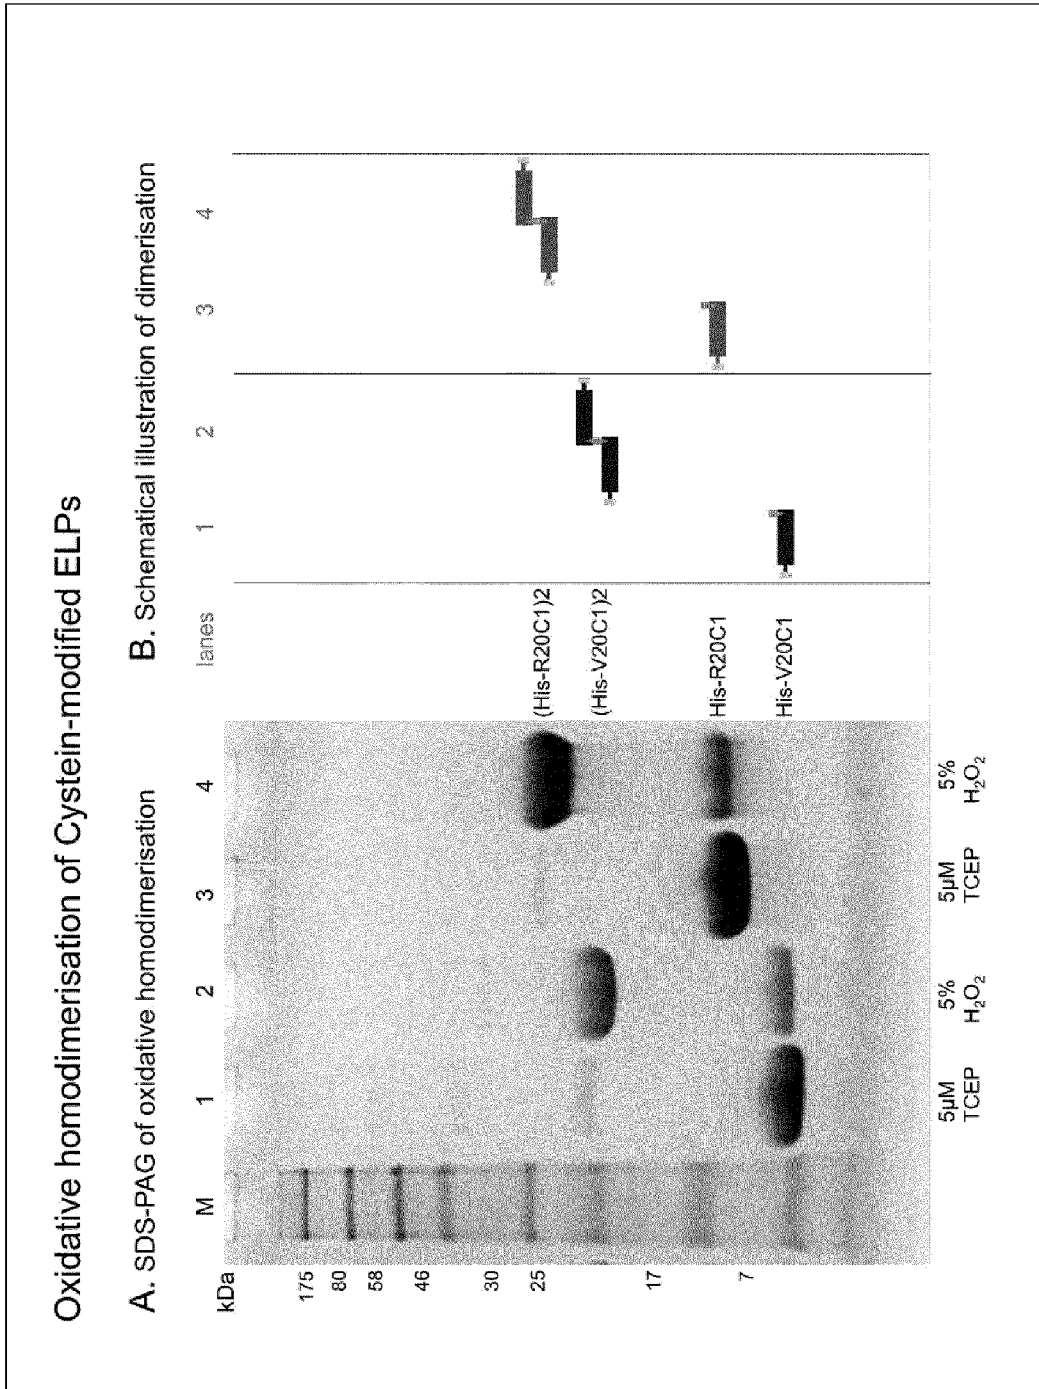 Oxidative homodimerisation of Cystein-modified ELPs
A. SDS-PAG of oxidative homodimerisation
B. Schematical illustration of dimerisation
kDa
M
1
2
3
4
lanes
1
2
3
4
175
80
58
46
30
25
17
7
(His-R20C1)2
(His-V20C1)2
His-R20C1
His-V20C1
5µM
TCEP
5%
H₂O₂
5µM
TCEP
5%
H₂O₂